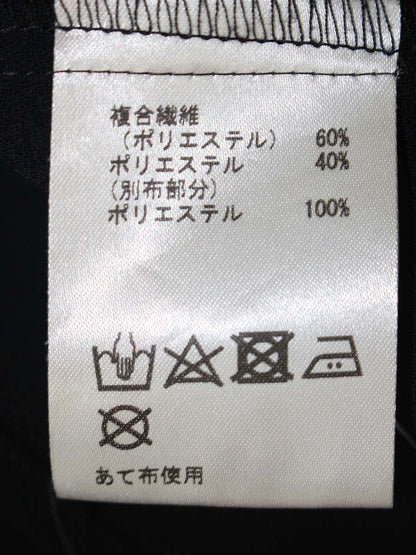 複合繊維
(ポリエステル) 60%
ポリエステル 40%
(別布部分)
ポリエステル 100%
あて布使用